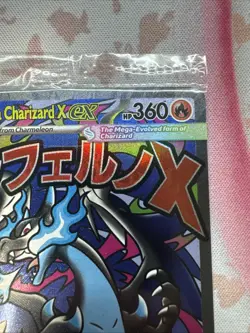 Charizard X ex HP360
from Charmeleon The Mega-Evolved form of
Charizard
フェルノX